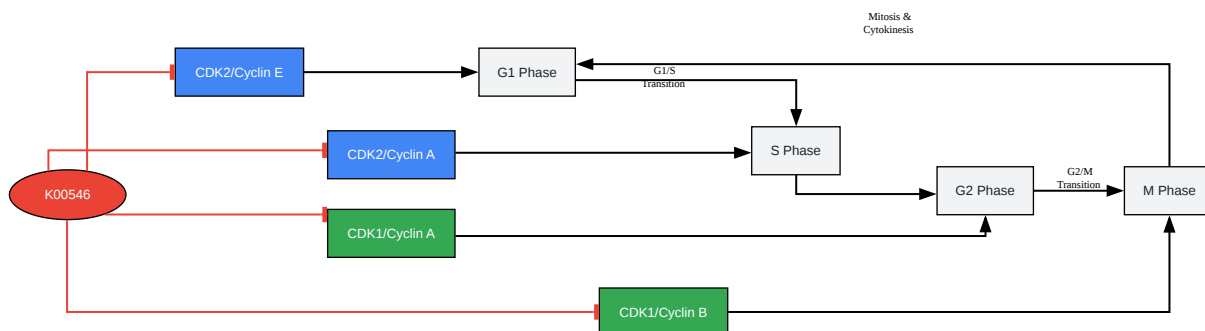 Mitosis &
Cytokinesis
CDK2/Cyclin E
G1 Phase
G1/S
Transition
CDK2/Cyclin A
S Phase
K00546
G2 Phase
G2/M
Transition
M Phase
CDK1/Cyclin A
CDK1/Cyclin B